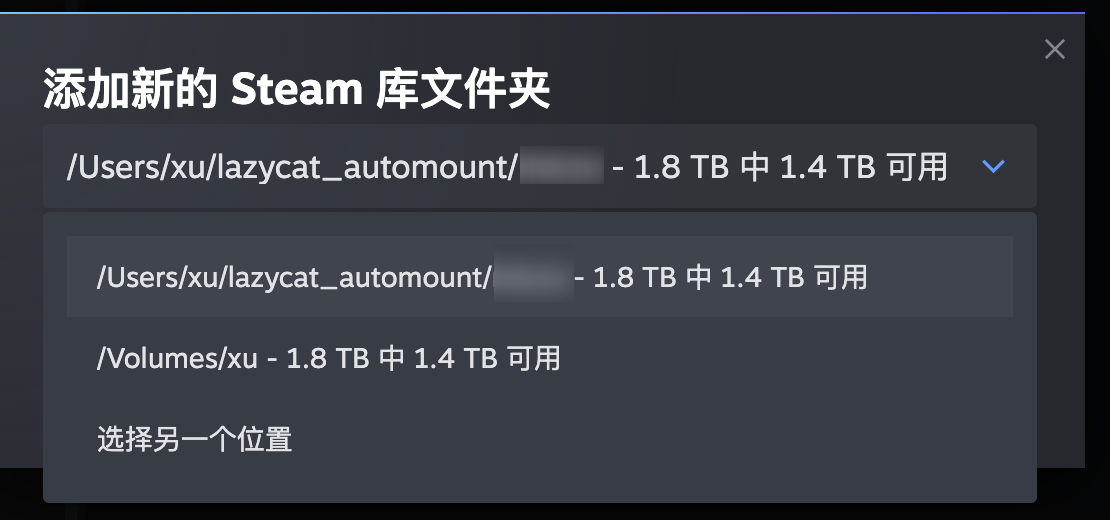 添加新的 Steam 库文件夹
/Users/xu/lazycat_automount/ - 1.8 TB 中 1.4 TB 可用
/Users/xu/lazycat_automount/ - 1.8 TB 中 1.4 TB 可用
/Volumes/xu - 1.8 TB 中 1.4 TB 可用
选择另一个位置